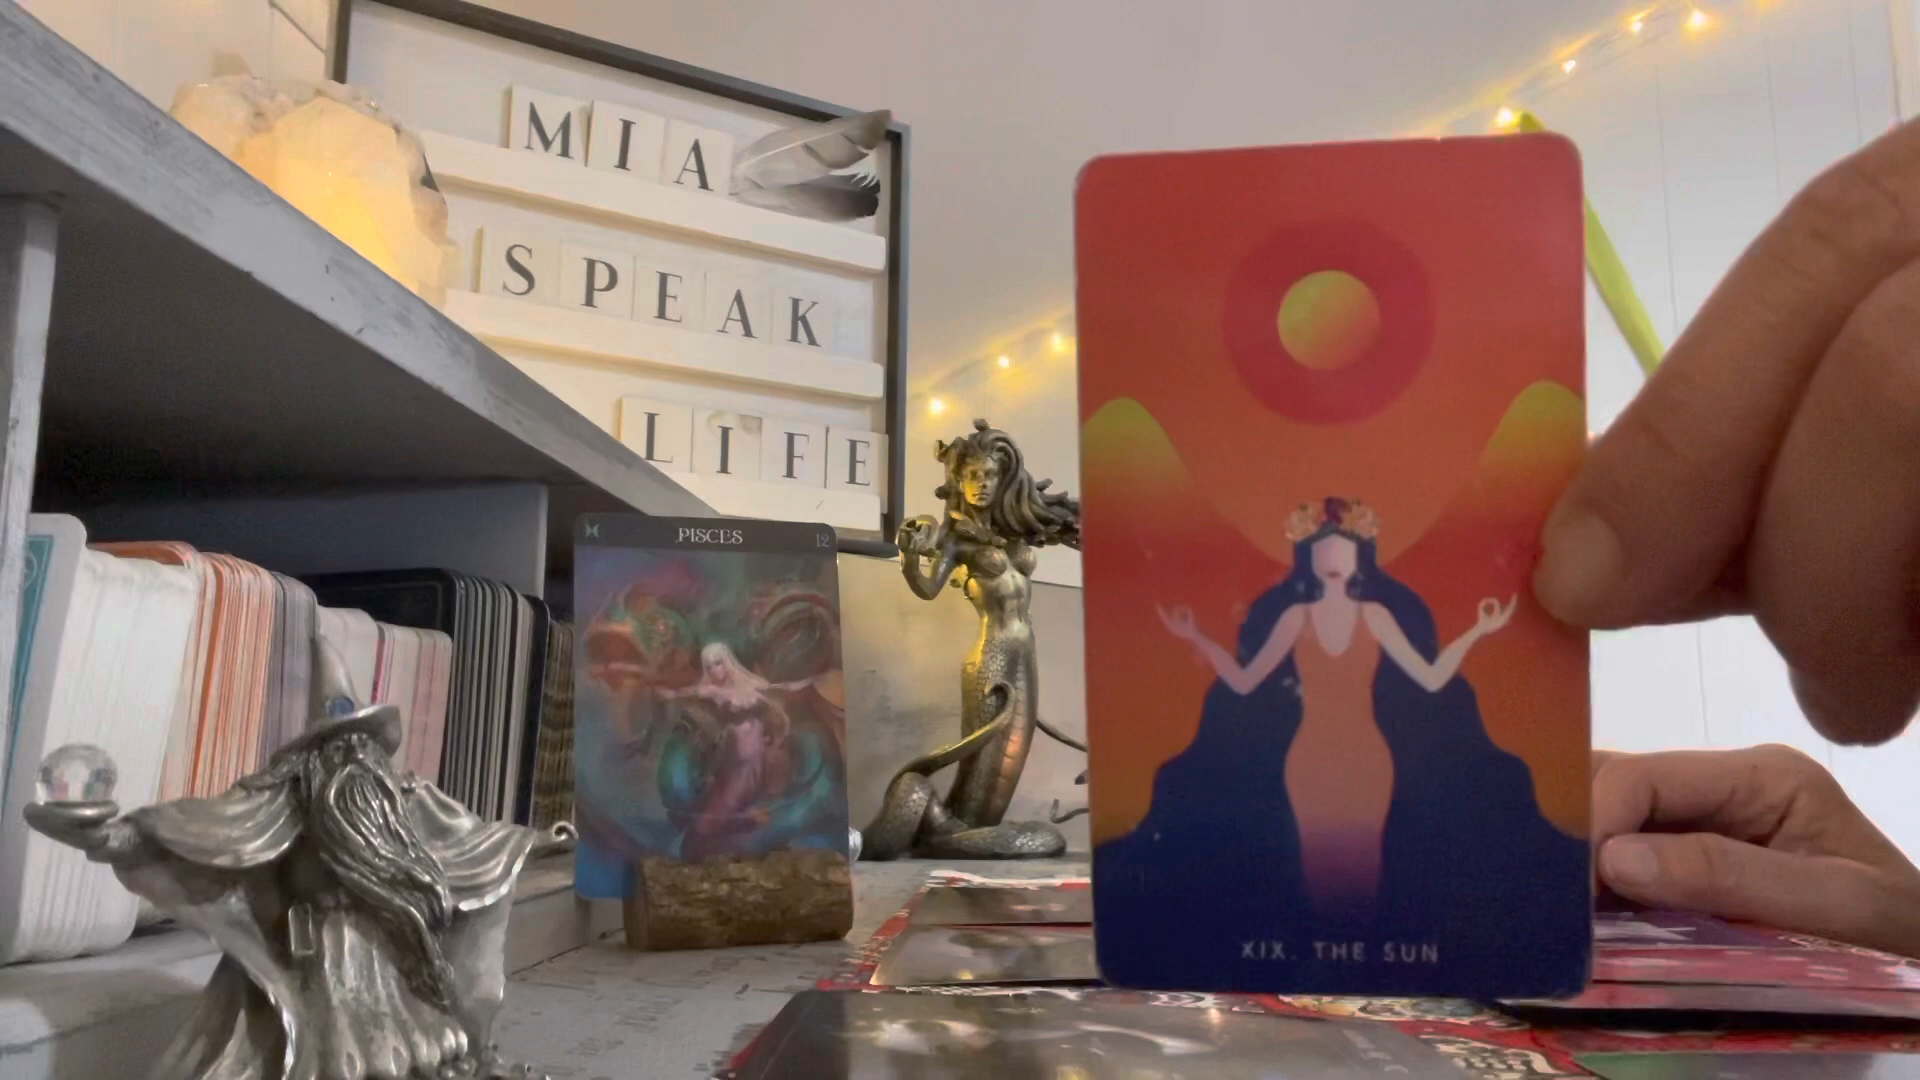 MIA
SPEAK
LIFE
PISCES
12
XIX. THE SUN